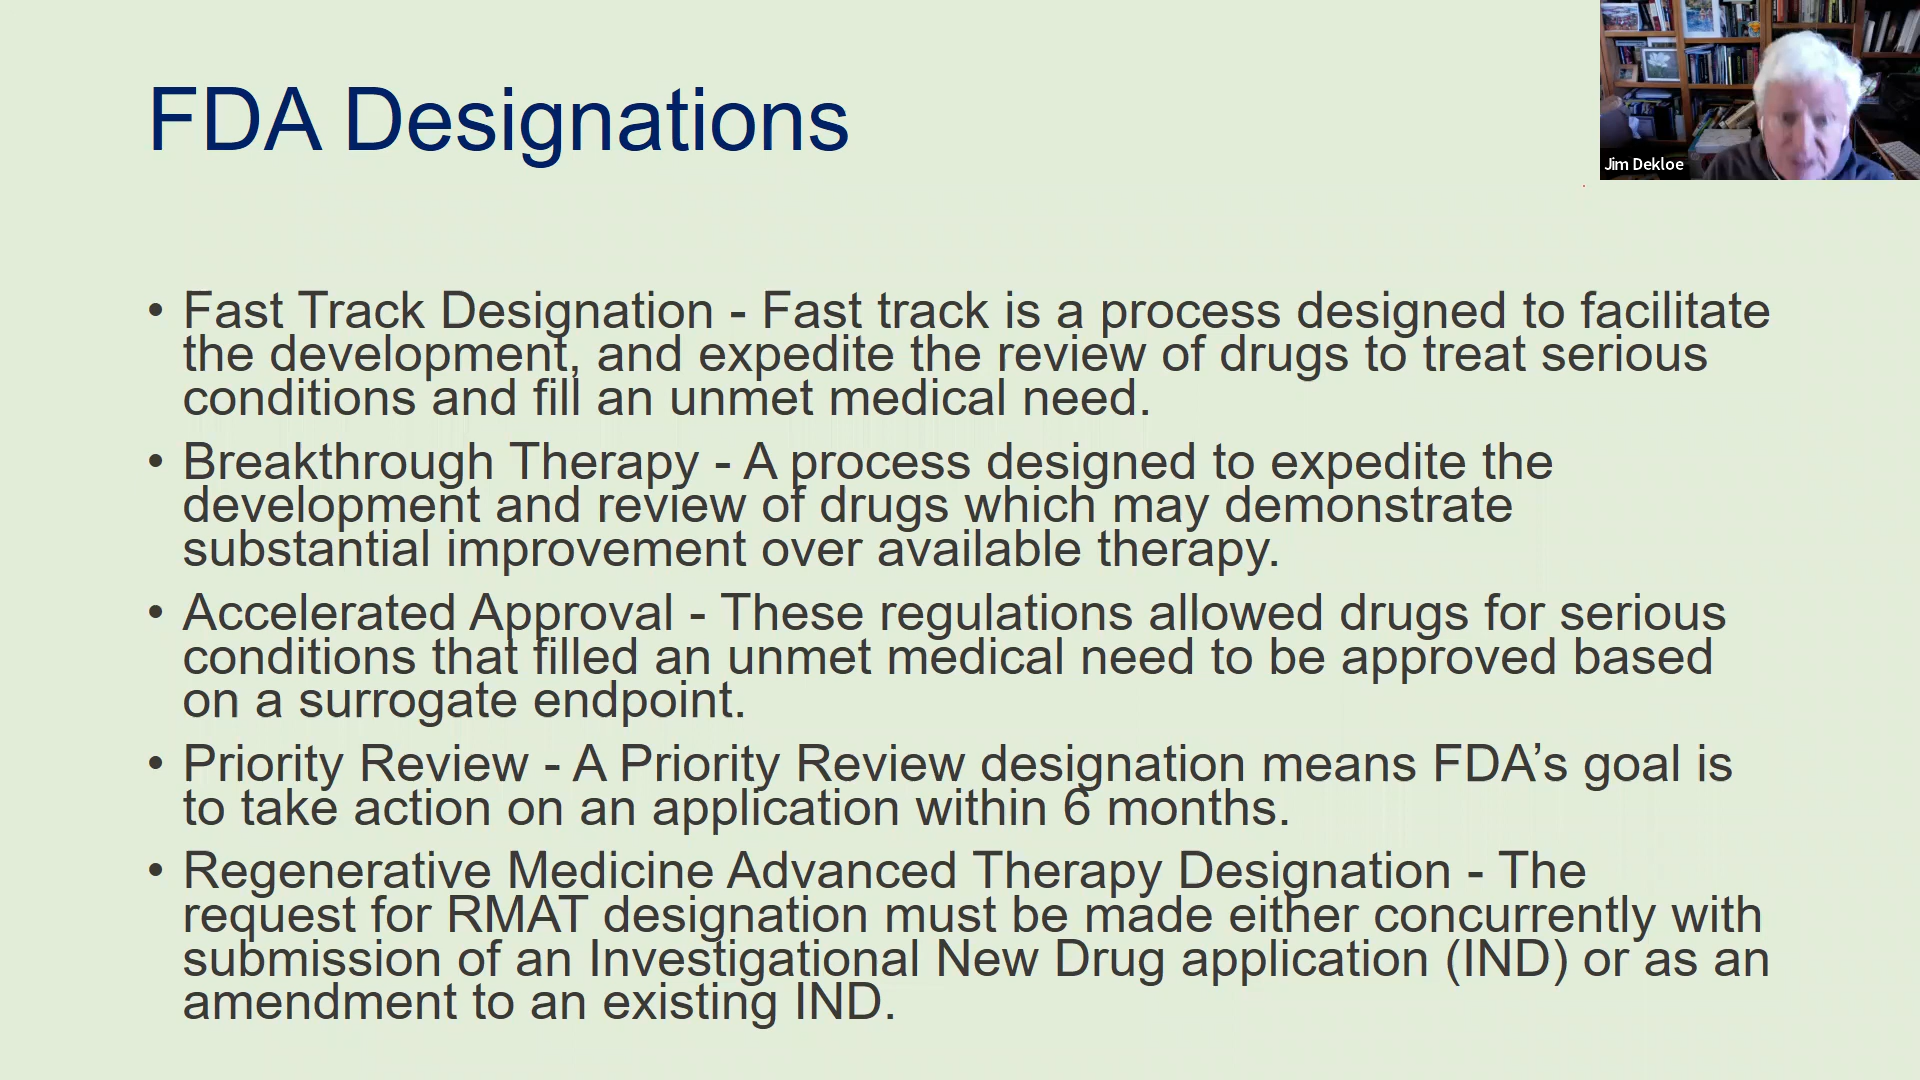 FDA Designations
Jim Dekloe
• Fast Track Designation - Fast track is a process designed to facilitate
the development, and expedite the review of drugs to treat serious
conditions and fill an unmet medical need.
• Breakthrough Therapy - A process designed to expedite the
development and review of drugs which may demonstrate
substantial improvement over available therapy.
• Accelerated Approval - These regulations allowed drugs for serious
conditions that filled an unmet medical need to be approved based
on a surrogate endpoint.
• Priority Review - A Priority Review designation means FDA’s goal is
to take action on an application within 6 months.
• Regenerative Medicine Advanced Therapy Designation - The
request for RMAT designation must be made either concurrently with
submission of an Investigational New Drug application (IND) or as an
amendment to an existing IND.